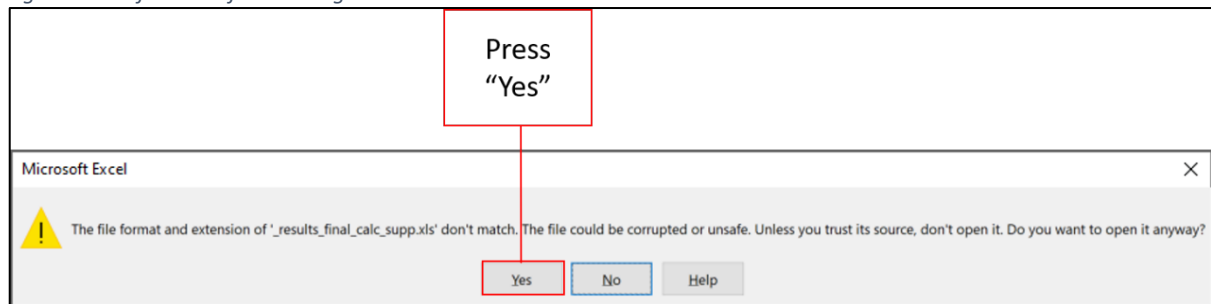 Press
“Yes”
Microsoft Excel
The file format and extension of '_results_final_calc_supp.xls' don't match. The file could be corrupted or unsafe. Unless you trust its source, don't open it. Do you want to open it anyway?
Yes
No
Help